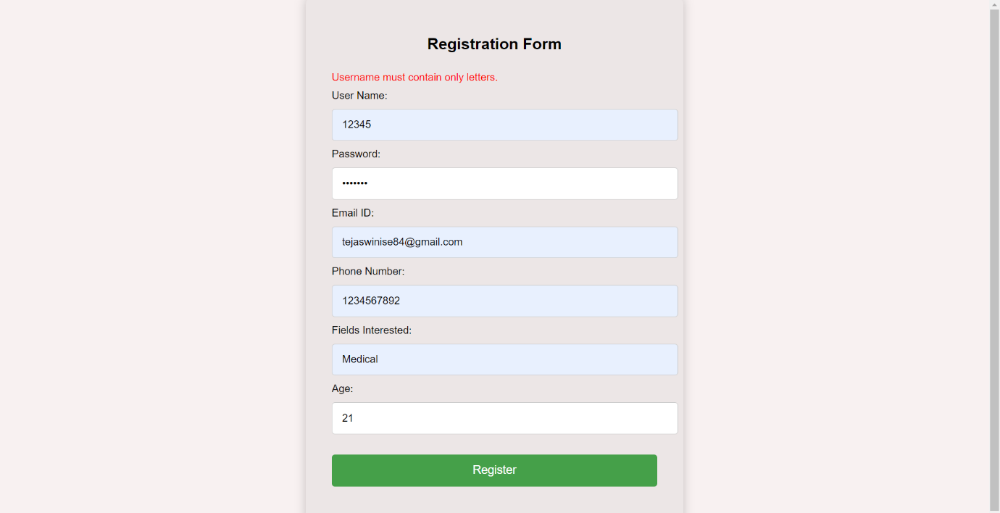 Registration Form
Username must contain only letters.
User Name:
12345
Password:
•••••••
Email ID:
tejaswinise84@gmail.com
Phone Number:
1234567892
Fields Interested:
Medical
Age:
21
Register